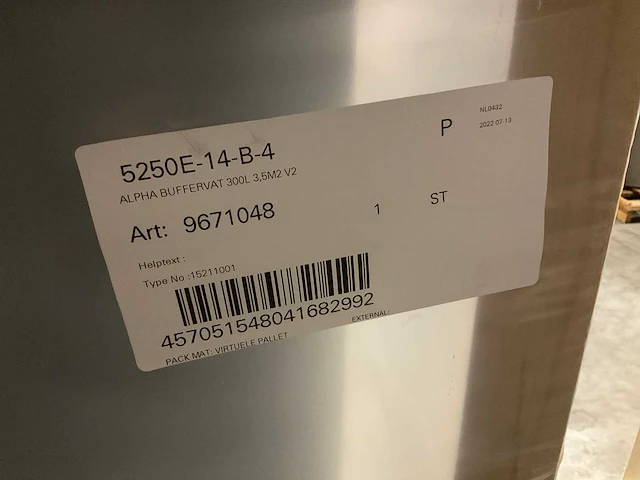 NL0432
P 2022-07-13
5250E-14-B-4
ALPHA BUFFERVAT 300L 3,5M2 V2
Art: 9671048 1 ST
Helptext :
Type No :15211001
457051548041682992
PACK MAT: VIRTUELE PALLET EXTERNAL: